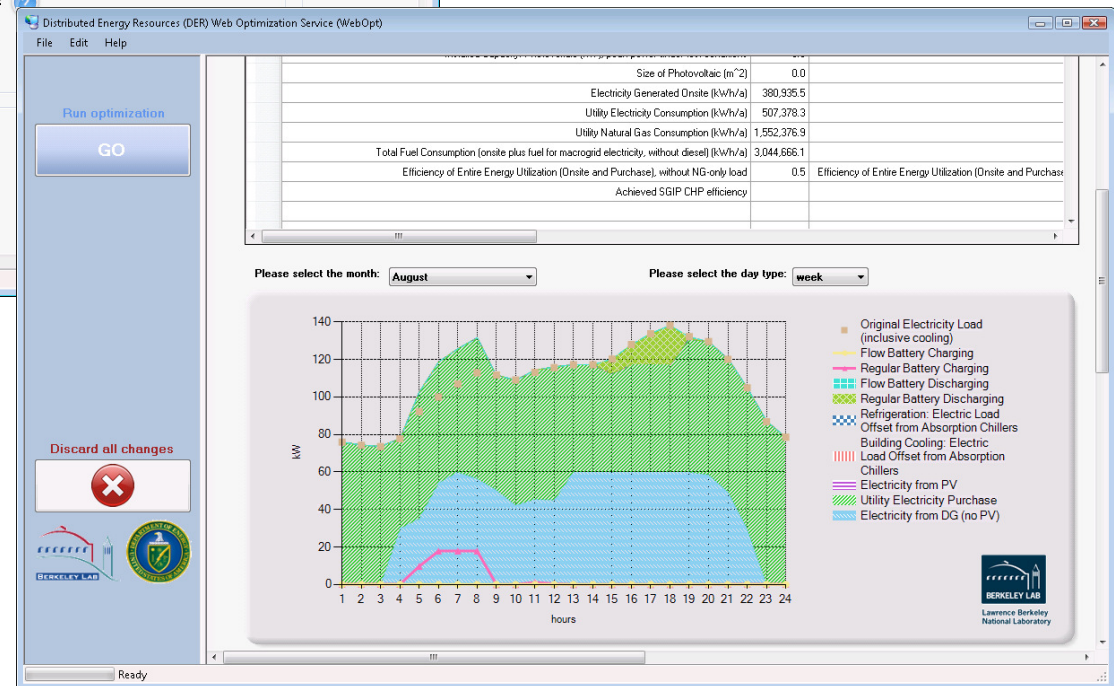 Distributed Energy Resources (DER) Web Optimization Service (WebOpt)
File Edit Help
Size of Photovoltaic (m^2) 0.0
Electricity Generated Onsite (kWh/a) 380,935.5
Utility Electricity Consumption (kWh/a) 507,378.3
Utility Natural Gas Consumption (kWh/a) 1,552,376.9
Total Fuel Consumption (onsite plus fuel for macrogrid electricity, without diesel) (kWh/a) 3,044,666.1
Efficiency of Entire Energy Utilization (Onsite and Purchase), without NG-only load 0.5 Efficiency of Entire Energy Utilization (Onsite and Purchase
Achieved SGIP CHP efficiency
Run optimization
GO
Discard all changes
BERKELEY LAB
Please select the month: August
Please select the day type: week
140
120
100
80
60
40
20
0
kW
1 2 3 4 5 6 7 8 9 10 11 12 13 14 15 16 17 18 19 20 21 22 23 24
hours
Original Electricity Load
(inclusive cooling)
Flow Battery Charging
Regular Battery Charging
Flow Battery Discharging
Regular Battery Discharging
Refrigeration: Electric Load
Offset from Absorption Chillers
Building Cooling: Electric
Load Offset from Absorption
Chillers
Electricity from PV
Utility Electricity Purchase
Electricity from DG (no PV)
BERKELEY LAB
Lawrence Berkeley
National Laboratory
Ready